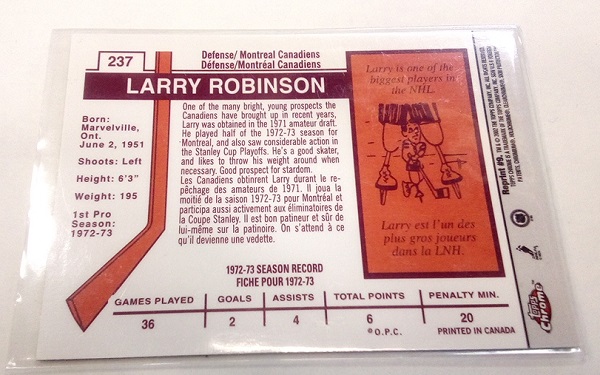 237
Defense/ Montreal Canadiens
Défense/Montréal Canadiens
LARRY ROBINSON
Born:
Marvelville,
Ont.
June 2, 1951
Shoots: Left
Height: 6'3"
Weight: 195
1st Pro
Season:
1972-73
One of the many bright, young prospects the
Canadiens have brought up in recent years,
Larry was obtained in the 1971 amateur draft.
He played half of the 1972-73 season for
Montreal, and also saw considerable action in
the Stanley Cup Playoffs. He's a good skater,
and likes to throw his weight around when
necessary. Good prospect for stardom.
Les Canadiens obtinrent Larry durant le re-
pêchage des amateurs de 1971. Il joua la
moitié de la saison 1972-73 pour Montréal et
participa aussi activement aux éliminatoires de
la Coupe Stanley. Il est bon patineur et sûr de
lui-même sur la patinoire. On s'attend à ce
qu'il devienne une vedette.
Larry is one of the
biggest players in
the NHL
Larry est l'un des
plus gros joueurs
dans la LNH.
1972-73 SEASON RECORD
FICHE POUR 1972-73
GAMES PLAYED GOALS ASSISTS TOTAL POINTS PENALTY MIN.
36 2 4 6 20
© O.P.C. PRINTED IN CANADA
Reprint #9.
topps
Chrome